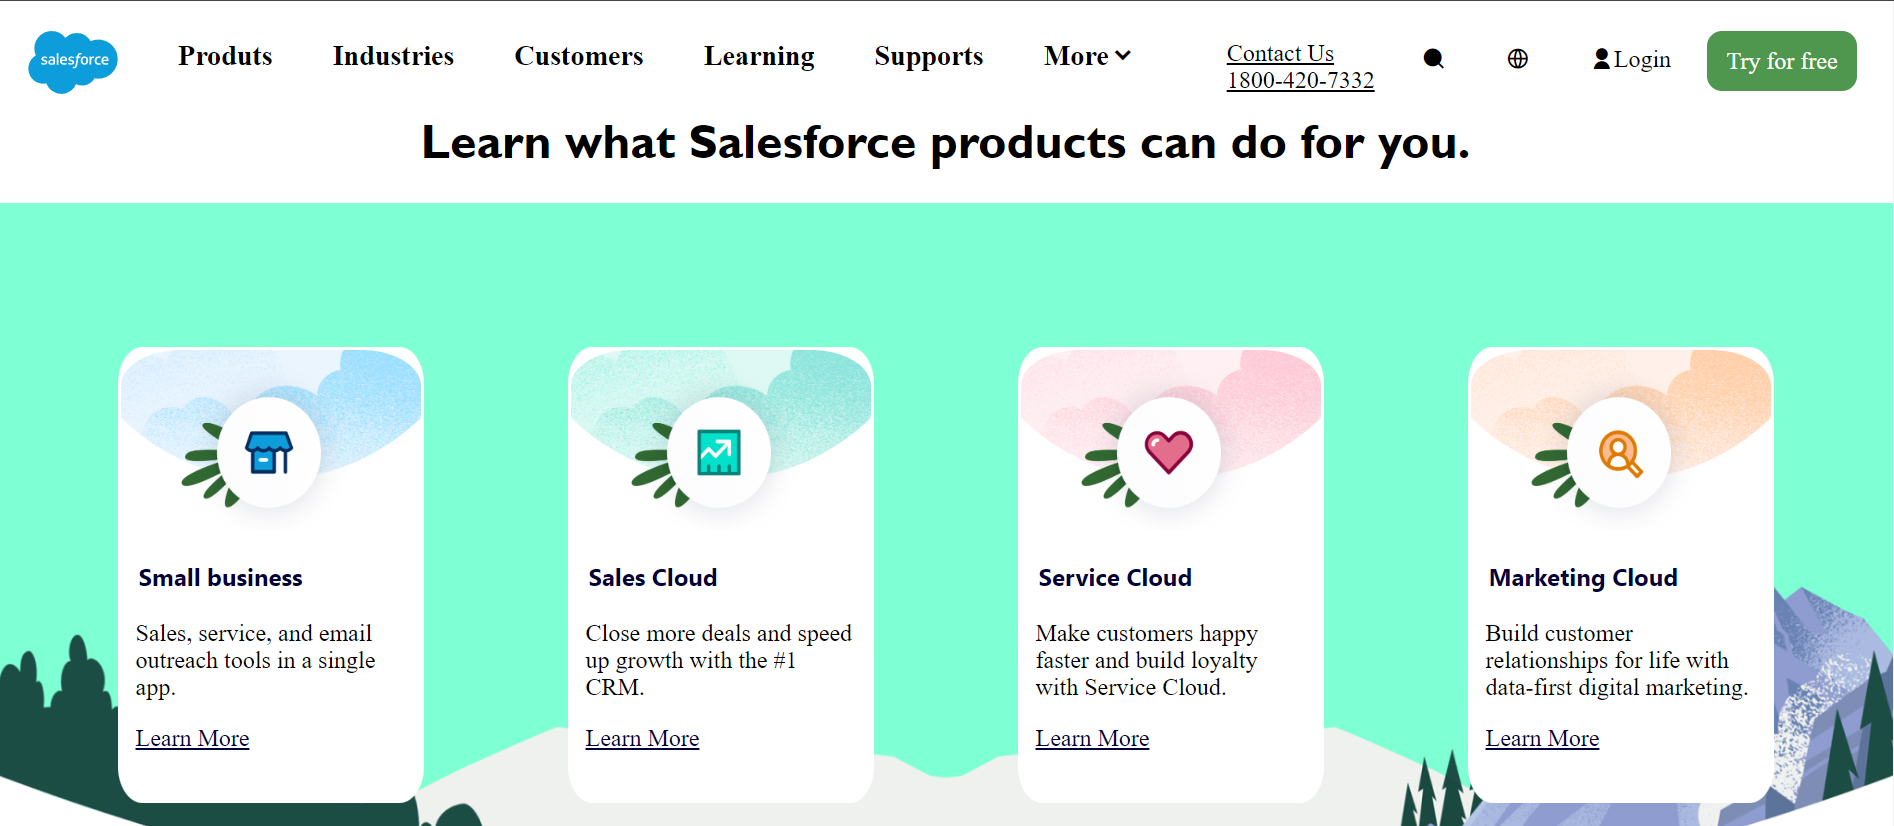 salesforce
Produts
Industries
Customers
Learning
Supports
More
Contact Us
1800-420-7332
Login
Try for free
Learn what Salesforce products can do for you.
Small business
Sales, service, and email
outreach tools in a single
app.
Learn More
Sales Cloud
Close more deals and speed
up growth with the #1
CRM.
Learn More
Service Cloud
Make customers happy
faster and build loyalty
with Service Cloud.
Learn More
Marketing Cloud
Build customer
relationships for life with
data-first digital marketing.
Learn More